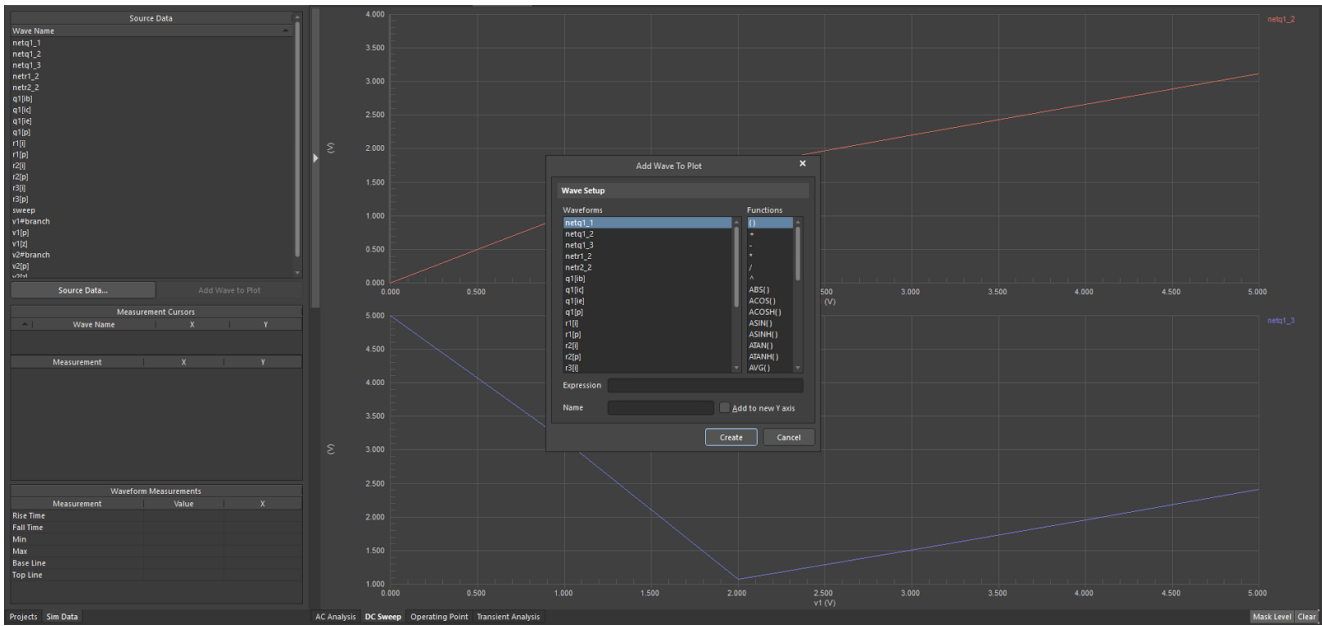 Source Data
Wave Name
netq1_1
netq1_2
netq1_3
netr1_2
netr2_2
q1[ib]
q1[ic]
q1[ie]
q1[p]
r1[i]
r1[p]
r2[i]
r2[p]
r3[i]
r3[p]
sweep
v1#branch
v1[p]
v1[z]
v2#branch
v2[p]
Source Data... Add Wave to Plot
Measurement Cursors
Wave Name X Y
Measurement X Y
Waveform Measurements
Measurement Value X
Rise Time
Fall Time
Min
Max
Base Line
Top Line
Projects Sim Data
4.000
3.500
3.000
2.500
2.000
1.500
1.000
0.500
0.000
(V)
0.000 0.500 500 3.000 3.500 4.000 4.500 5.000
(V)
netq1_2
5.000
4.500
4.000
3.500
3.000
2.500
2.000
1.500
1.000
(V)
0.000 0.500 1.000 1.500 2.000 2.500 3.000 3.500 4.000 4.500 5.000
v1 (V)
netq1_3
Add Wave To Plot
Wave Setup
Waveforms
netq1_1
netq1_2
netq1_3
netr1_2
netr2_2
q1[ib]
q1[ic]
q1[ie]
q1[p]
r1[i]
r1[p]
r2[i]
r2[p]
r3[i]
Functions
( )
+
-
*
/
^
ABS( )
ACOS( )
ACOSH( )
ASIN( )
ASINH( )
ATAN( )
ATANH( )
AVG( )
Expression
Name Add to new Y axis
Create Cancel
AC Analysis DC Sweep Operating Point Transient Analysis
Mask Level Clear